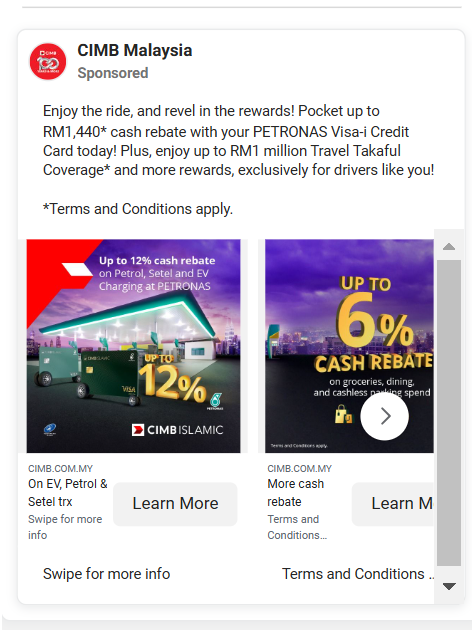 CIMB Malaysia
Sponsored
Enjoy the ride, and revel in the rewards! Pocket up to
RM1,440* cash rebate with your PETRONAS Visa-i Credit
Card today! Plus, enjoy up to RM1 million Travel Takaful
Coverage* and more rewards, exclusively for drivers like you!
*Terms and Conditions apply.
Up to 12% cash rebate
on Petrol, Setel and EV
Charging at PETRONAS
CIMB ISLAMIC
VISA
UP TO
12%
PETRONAS
CIMB ISLAMIC
UP TO
6%
CASH REBATE
on groceries, dining,
and cashless parking spend
Terms and Conditions apply.
CIMB.COM.MY
On EV, Petrol &
Setel trx
Swipe for more
info
Learn More
CIMB.COM.MY
More cash
rebate
Terms and
Conditions...
Learn M
Swipe for more info
Terms and Conditions ..